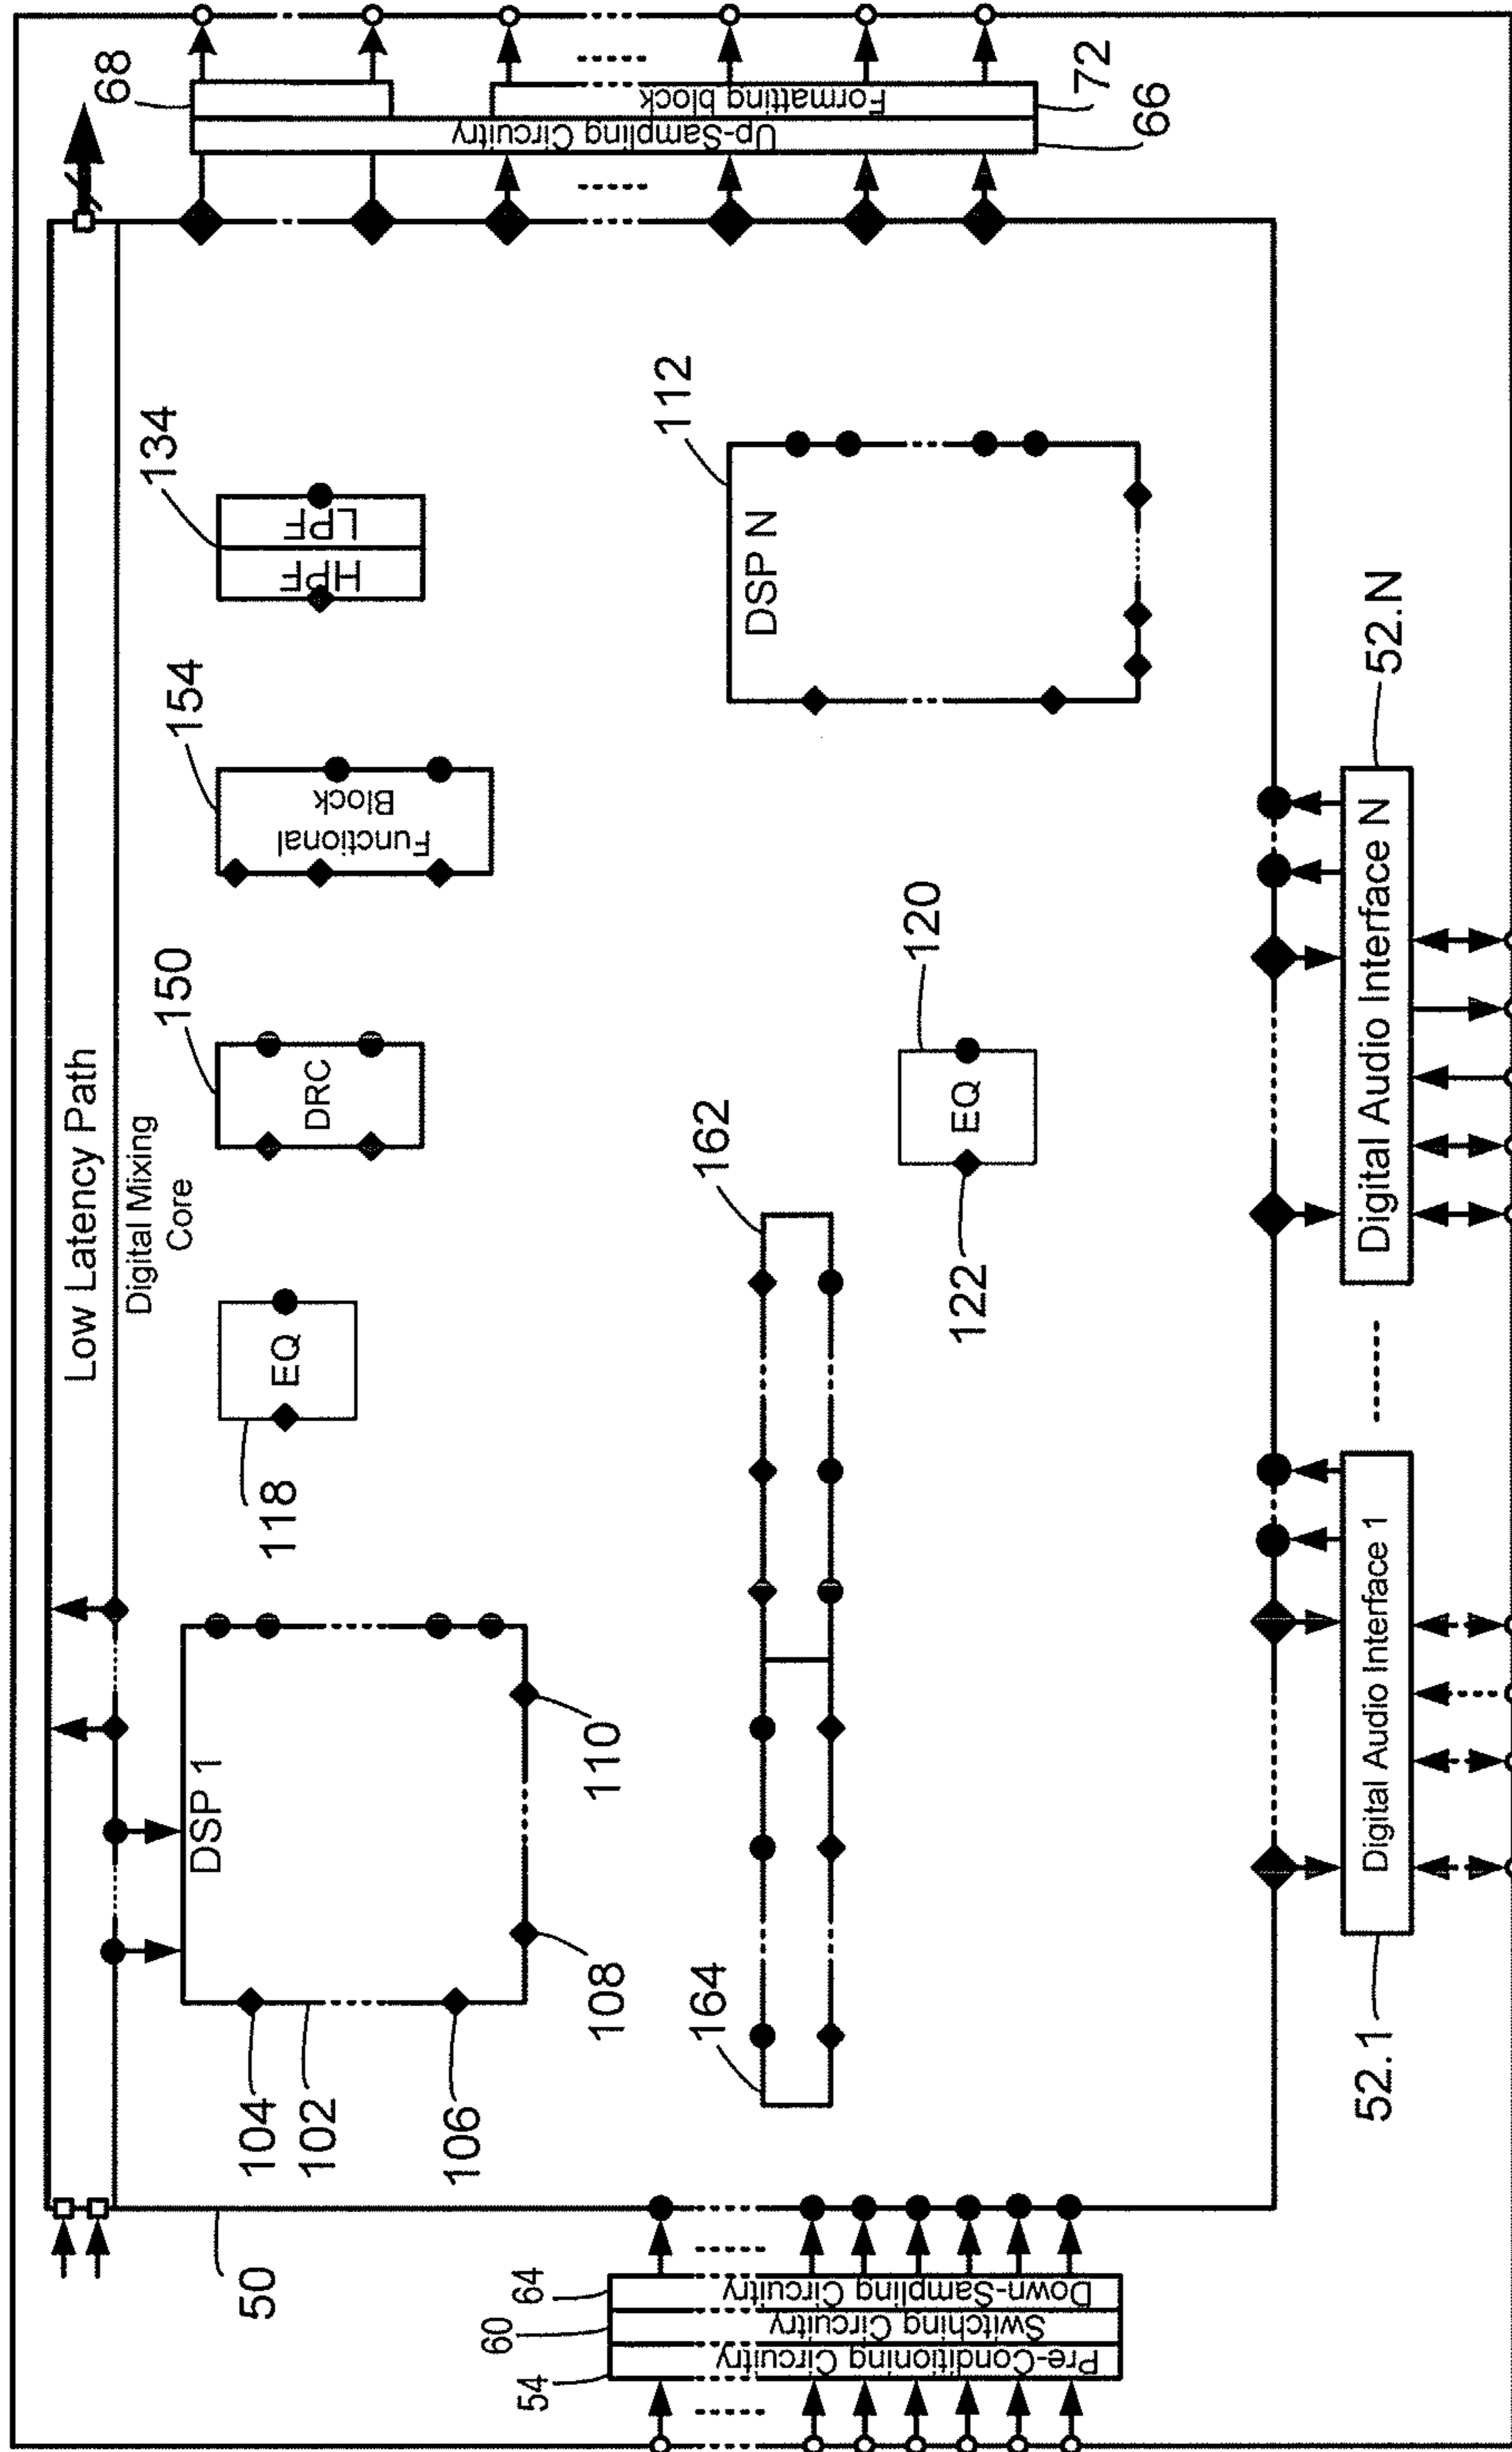 Low Latency Path
Digital Mixing
Core
50
DSP 1
102
104
106
108
110
118
EQ
150
DRC
154
Functional
Block
134
HPF
LPF
68
Up-Sampling Circuitry
Formatting block
66
72
54
60
64
Pre-Conditioning Circuitry
Switching Circuitry
Down-Sampling Circuitry
164
162
122
EQ
120
DSP N
112
52.1
Digital Audio Interface 1
Digital Audio Interface N
52.N